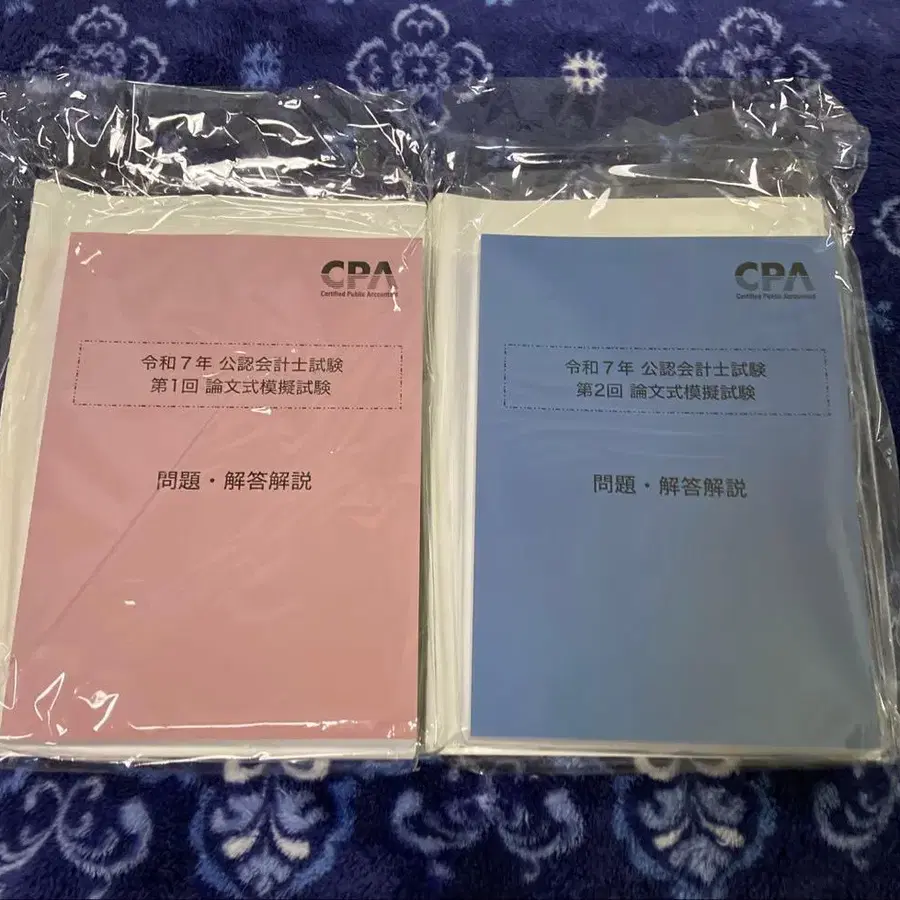 CPA
Certified Public Accountant
令和7年 公認会計士試験
第1回 論文式模擬試験
問題・解答解説
CPA
Certified Public Accountant
令和7年 公認会計士試験
第2回 論文式模擬試験
問題・解答解説